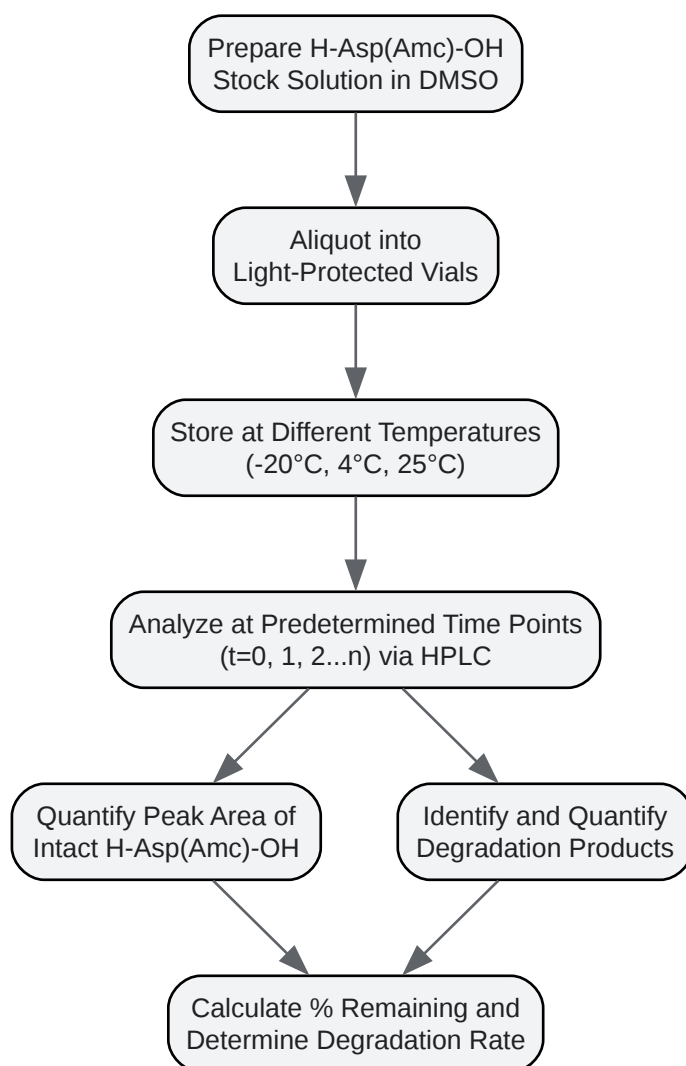 Prepare H-Asp(Amc)-OH
Stock Solution in DMSO
Aliquot into
Light-Protected Vials
Store at Different Temperatures
(-20°C, 4°C, 25°C)
Analyze at Predetermined Time Points
(t=0, 1, 2...n) via HPLC
Quantify Peak Area of
Intact H-Asp(Amc)-OH
Identify and Quantify
Degradation Products
Calculate % Remaining and
Determine Degradation Rate